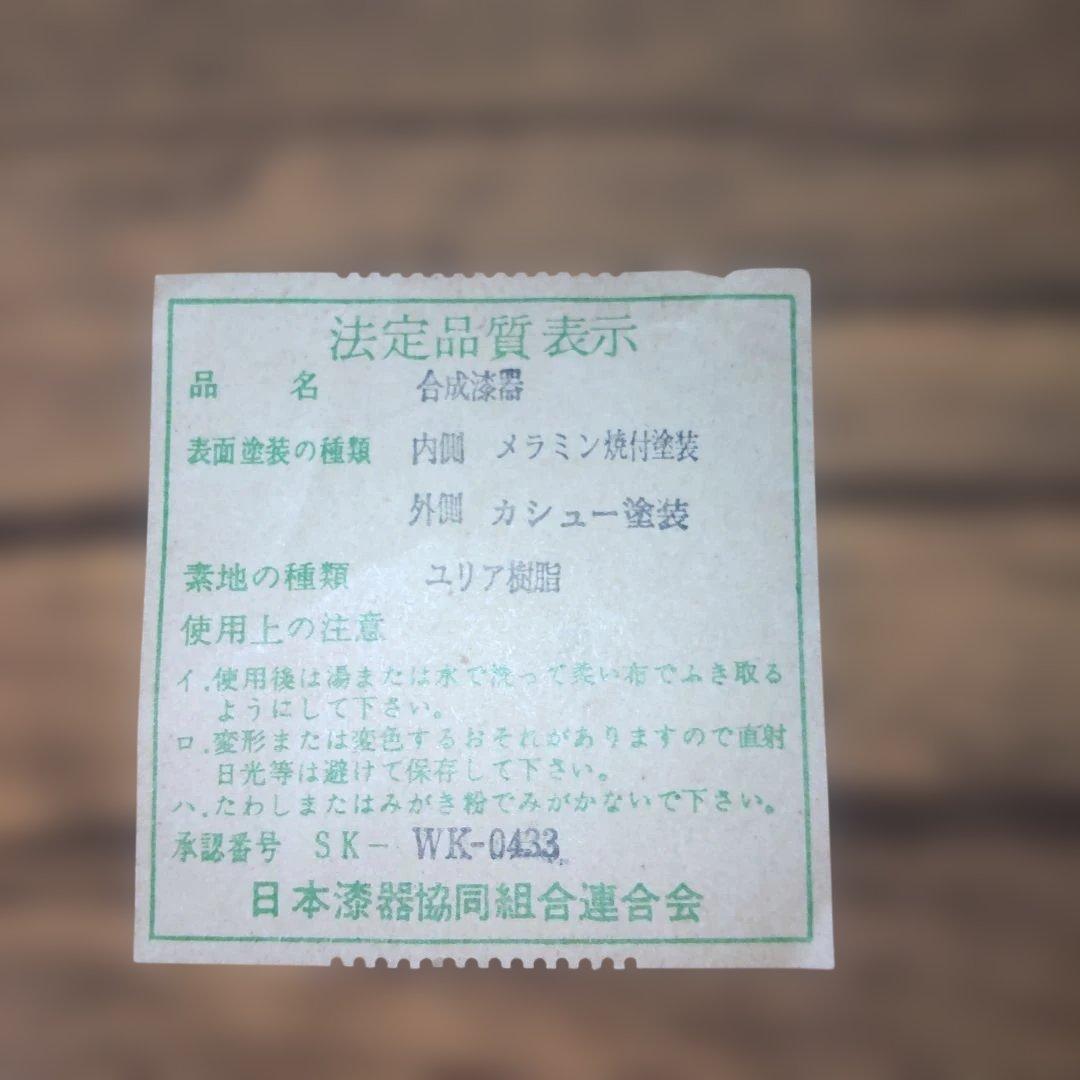 法定品質表示
品名 合成漆器
表面塗装の種類 内側 メラミン焼付塗装
外側 カシュー塗装
素地の種類 ユリア樹脂
使用上の注意
イ.使用後は湯または水で洗って柔い布でふき取る
ようにして下さい。
ロ.変形または変色するおそれがありますので直射
日光等は避けて保存して下さい。
ハ.たわしまたはみがき粉でみがかないで下さい。
承認番号 SK- WK-0433
日本漆器協同組合連合会